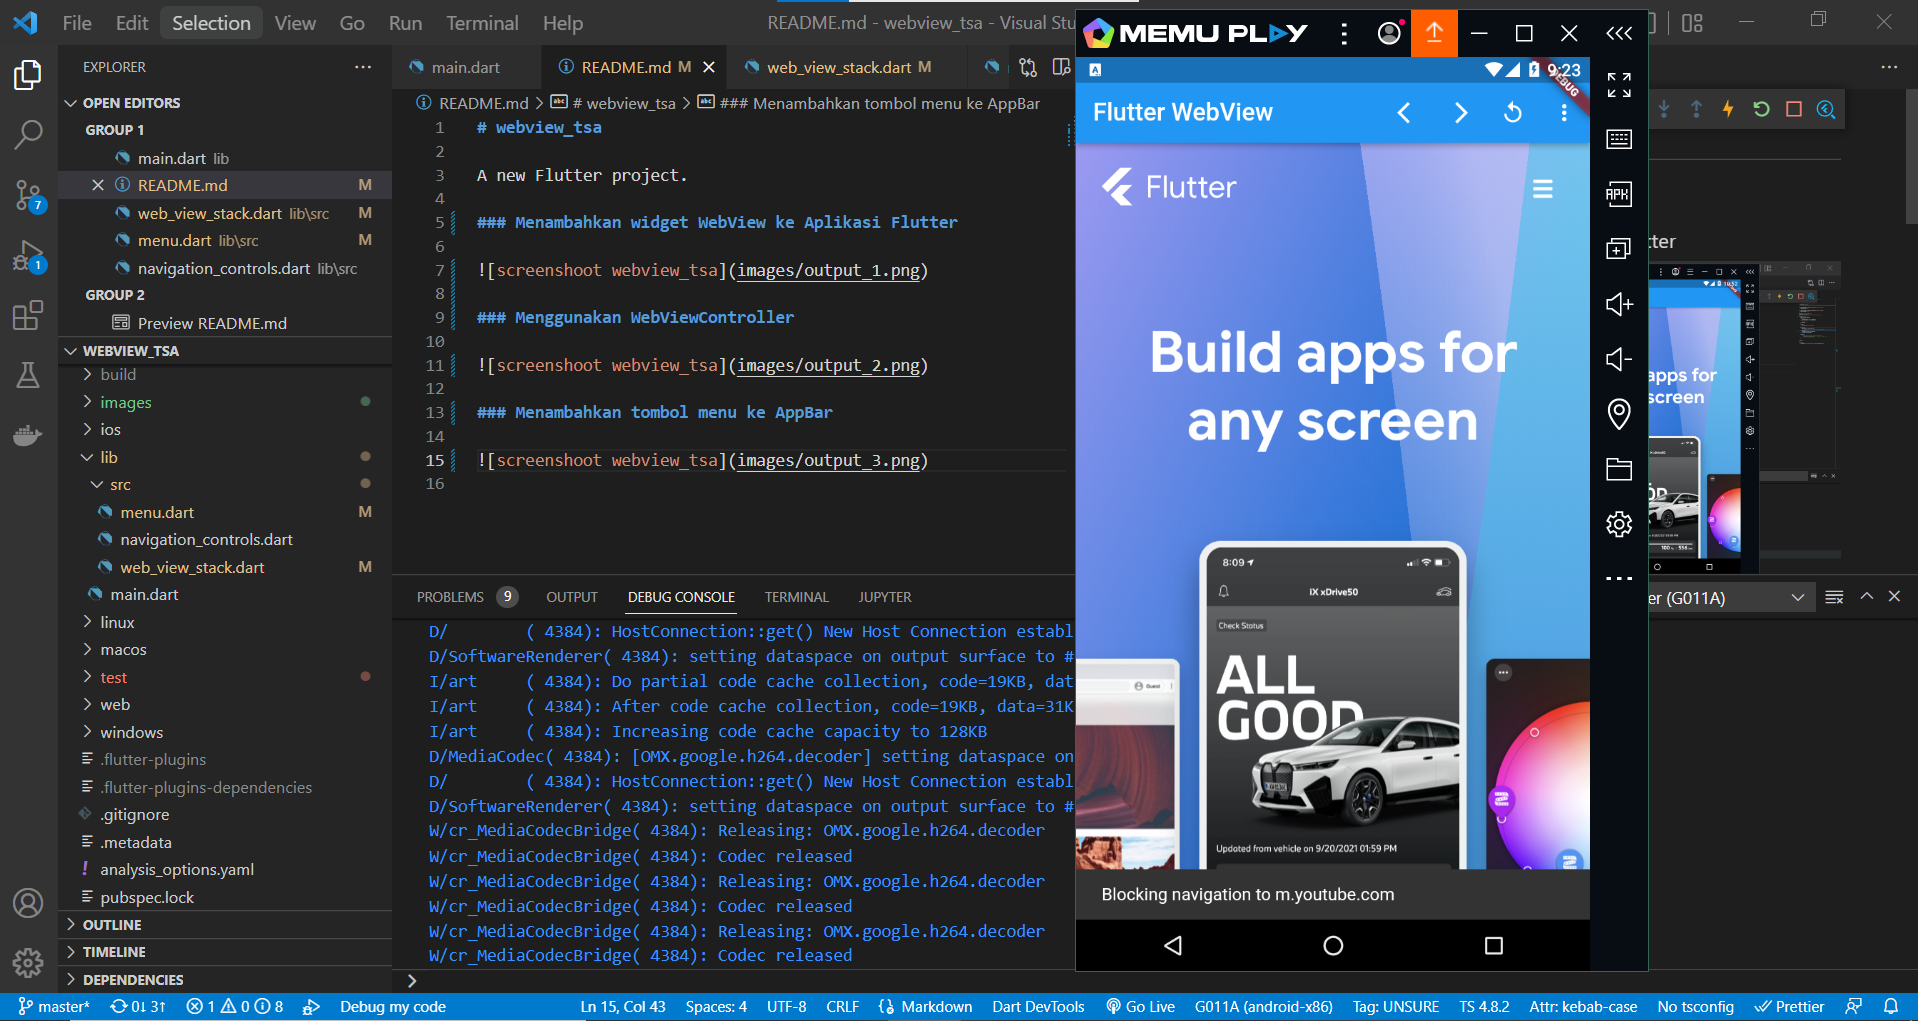 File Edit Selection View Go Run Terminal Help
README.md - webview_tsa - Visual Stu
EXPLORER
OPEN EDITORS
GROUP 1
main.dart lib
README.md M
web_view_stack.dart lib\src M
menu.dart lib\src M
navigation_controls.dart lib\src
GROUP 2
Preview README.md
WEBVIEW_TSA
build
images
ios
lib
src
menu.dart M
navigation_controls.dart
web_view_stack.dart M
main.dart
linux
macos
test
web
windows
.flutter-plugins
.flutter-plugins-dependencies
.gitignore
.metadata
! analysis_options.yaml
pubspec.lock
OUTLINE
TIMELINE
DEPENDENCIES
7
1
main.dart
README.md M
web_view_stack.dart M
README.md > # webview_tsa > ### Menambahkan tombol menu ke AppBar
1 # webview_tsa
2
3 A new Flutter project.
4
5 ### Menambahkan widget WebView ke Aplikasi Flutter
6
7 ![screenshoot webview_tsa](images/output_1.png)
8
9 ### Menggunakan WebViewController
10
11 ![screenshoot webview_tsa](images/output_2.png)
12
13 ### Menambahkan tombol menu ke AppBar
14
15 ![screenshoot webview_tsa](images/output_3.png)
16
PROBLEMS 9 OUTPUT DEBUG CONSOLE TERMINAL JUPYTER
D/ ( 4384): HostConnection::get() New Host Connection establ
D/SoftwareRenderer( 4384): setting dataspace on output surface to #
I/art ( 4384): Do partial code cache collection, code=19KB, dat
I/art ( 4384): After code cache collection, code=19KB, data=31K
I/art ( 4384): Increasing code cache capacity to 128KB
D/MediaCodec( 4384): [OMX.google.h264.decoder] setting dataspace on
D/ ( 4384): HostConnection::get() New Host Connection establ
D/SoftwareRenderer( 4384): setting dataspace on output surface to #
W/cr_MediaCodecBridge( 4384): Releasing: OMX.google.h264.decoder
W/cr_MediaCodecBridge( 4384): Codec released
W/cr_MediaCodecBridge( 4384): Releasing: OMX.google.h264.decoder
W/cr_MediaCodecBridge( 4384): Codec released
W/cr_MediaCodecBridge( 4384): Releasing: OMX.google.h264.decoder
W/cr_MediaCodecBridge( 4384): Codec released
MEMU PLAY
9:23
DEBUG
Flutter WebView
Flutter
Build apps for
any screen
8:09
iX xDrive50
Check Status
ALL
GOOD
Updated from vehicle on 9/20/2021 01:59 PM
Guest
Blocking navigation to m.youtube.com
APK
tter
10:52
apps for
screen
er (G011A)
master* 0↓ 3↑ 1 0 8 Debug my code
Ln 15, Col 43 Spaces: 4 UTF-8 CRLF Markdown Dart DevTools Go Live G011A (android-x86) Tag: UNSURE TS 4.8.2 Attr: kebab-case No tsconfig Prettier